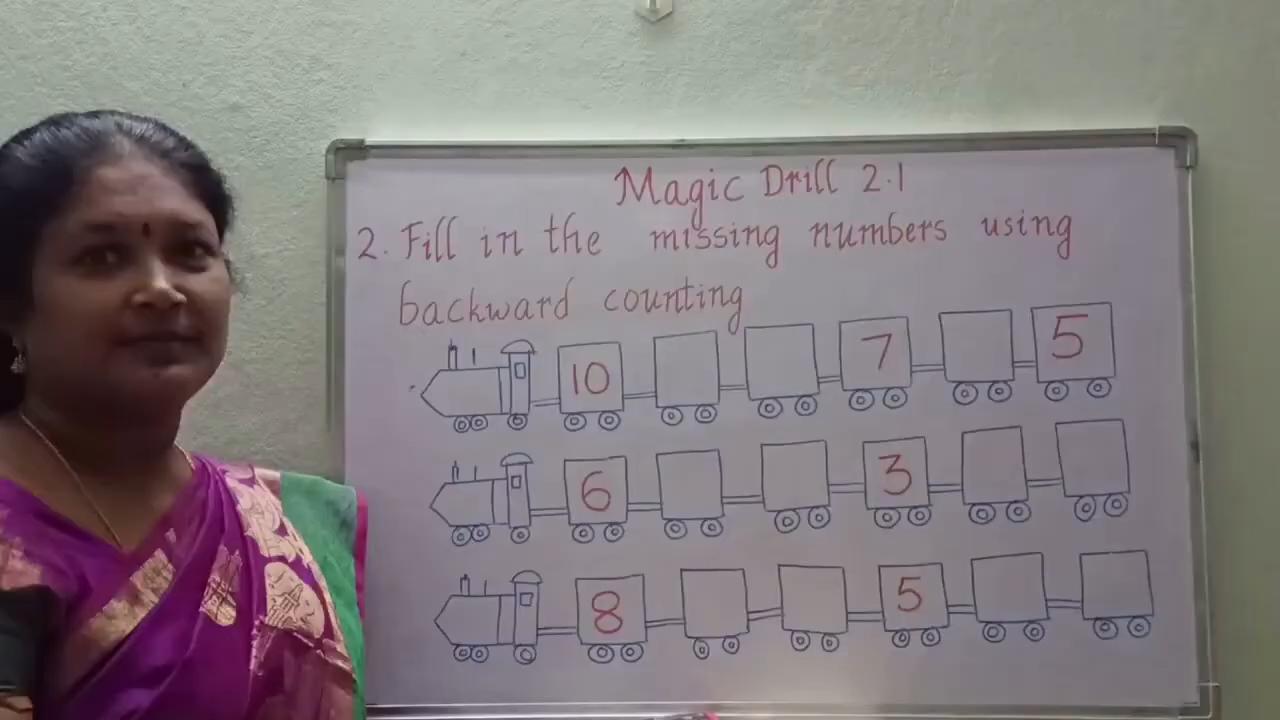 Magic Drill 2.1
2. Fill in the missing numbers using
backward counting
10 7 5
6 3
8 5